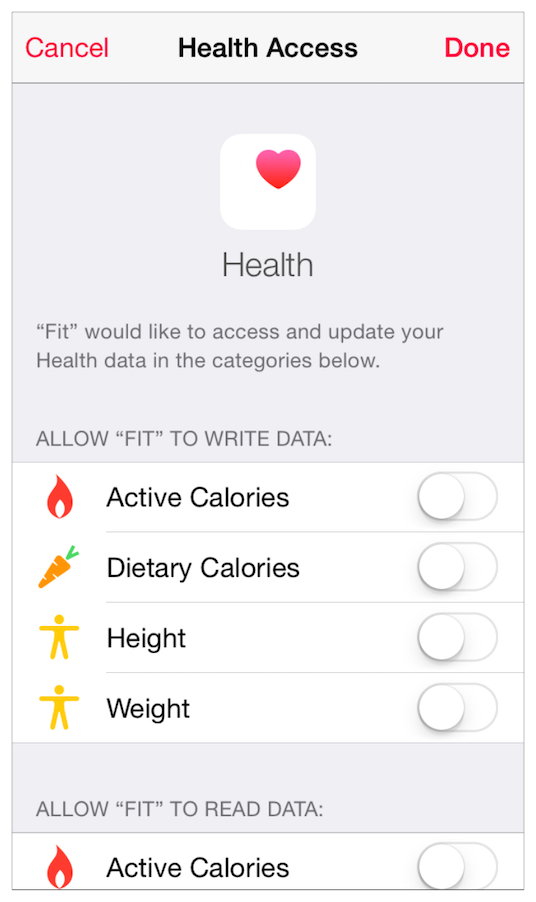 Cancel Health Access Done
Health
“Fit” would like to access and update your
Health data in the categories below.
ALLOW “FIT” TO WRITE DATA:
Active Calories
Dietary Calories
Height
Weight
ALLOW “FIT” TO READ DATA:
Active Calories